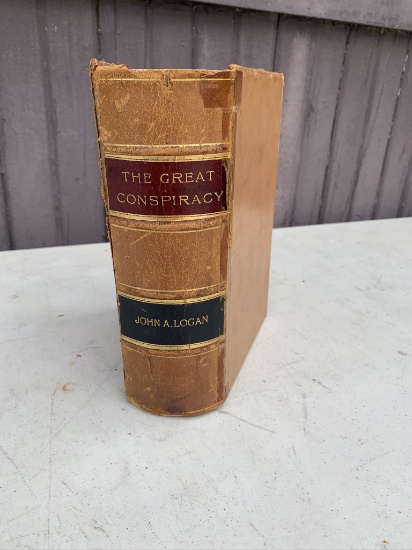 THE GREAT
CONSPIRACY
JOHN A. LOGAN